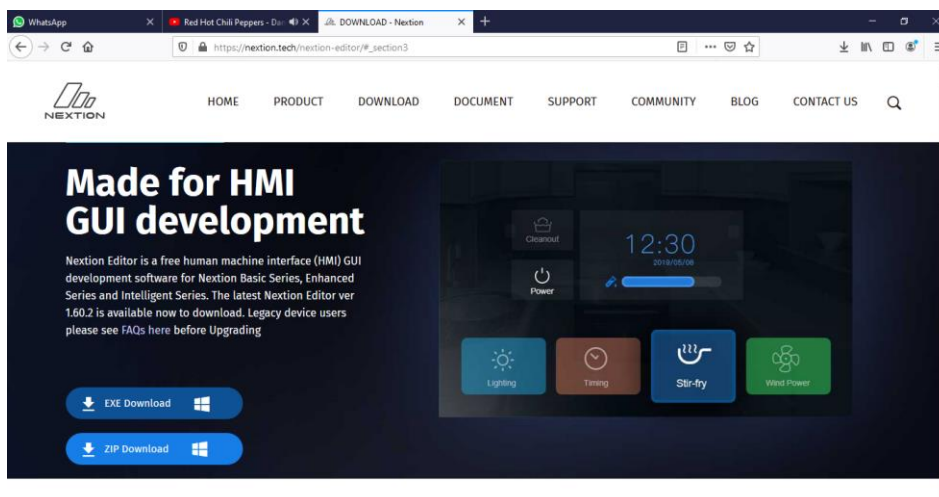 WhatsApp
Red Hot Chili Peppers - Dan
DOWNLOAD - Nextion
https://nextion.tech/nextion-editor/#_section3
NEXTION
HOME PRODUCT DOWNLOAD DOCUMENT SUPPORT COMMUNITY BLOG CONTACT US
Made for HMI
GUI development
Nextion Editor is a free human machine interface (HMI) GUI
development software for Nextion Basic Series, Enhanced
Series and Intelligent Series. The latest Nextion Editor ver
1.60.2 is available now to download. Legacy device users
please see FAQs here before Upgrading
EXE Download
ZIP Download
Cleanout
Power
12:30
2019/05/08
Lighting
Timing
Stir-fry
Wind Power